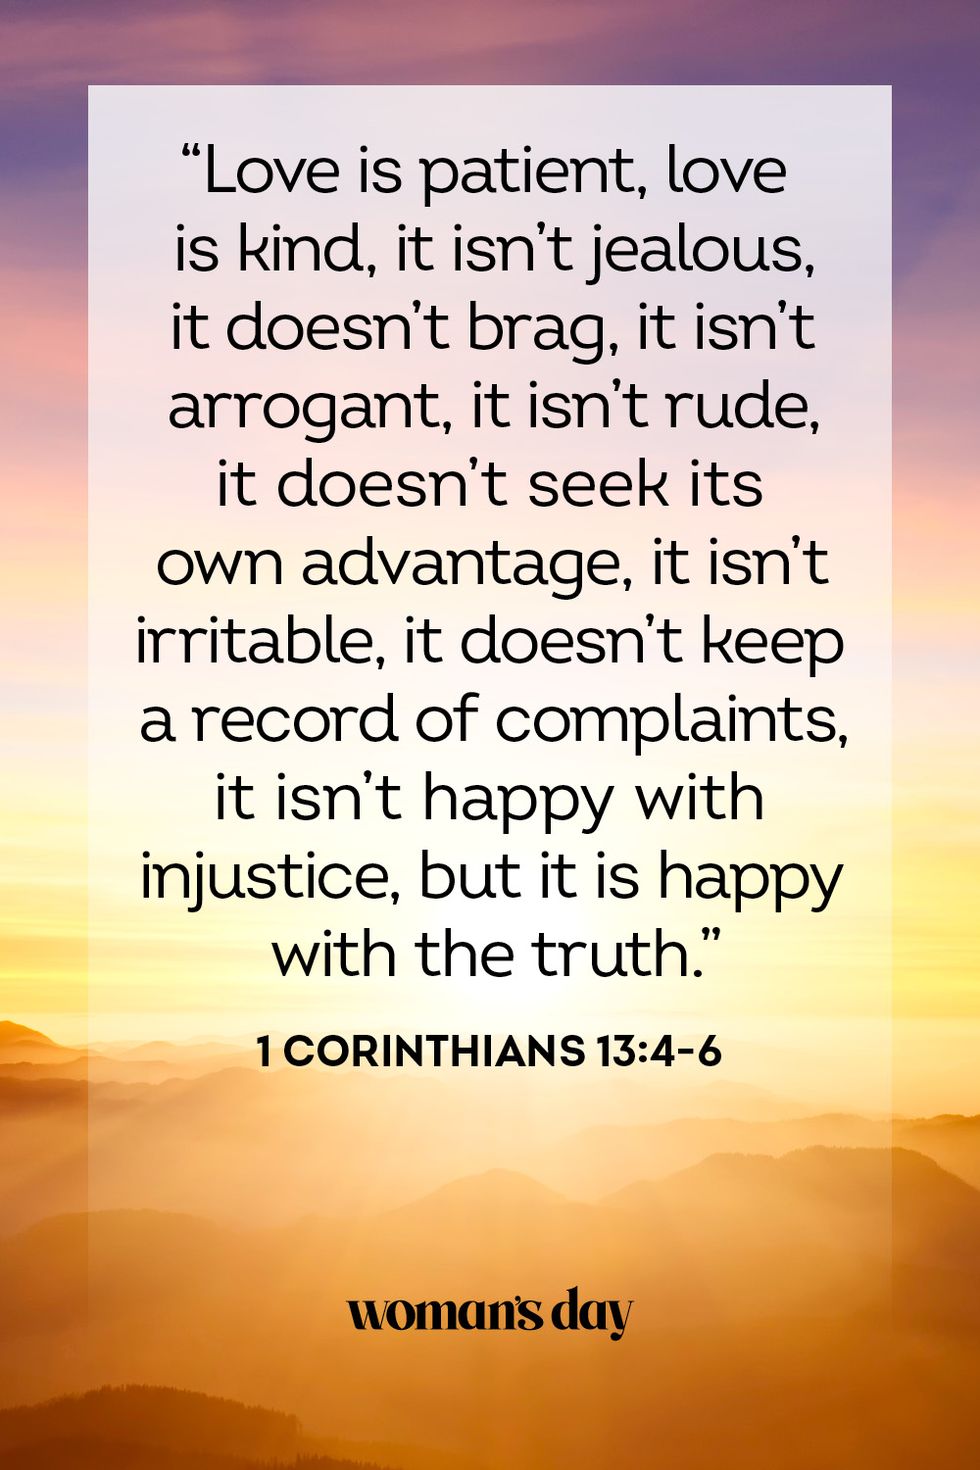 “Love is patient, love
is kind, it isn’t jealous,
it doesn’t brag, it isn’t
arrogant, it isn’t rude,
it doesn’t seek its
own advantage, it isn’t
irritable, it doesn’t keep
a record of complaints,
it isn’t happy with
injustice, but it is happy
with the truth.”
1 CORINTHIANS 13:4-6
woman’s day